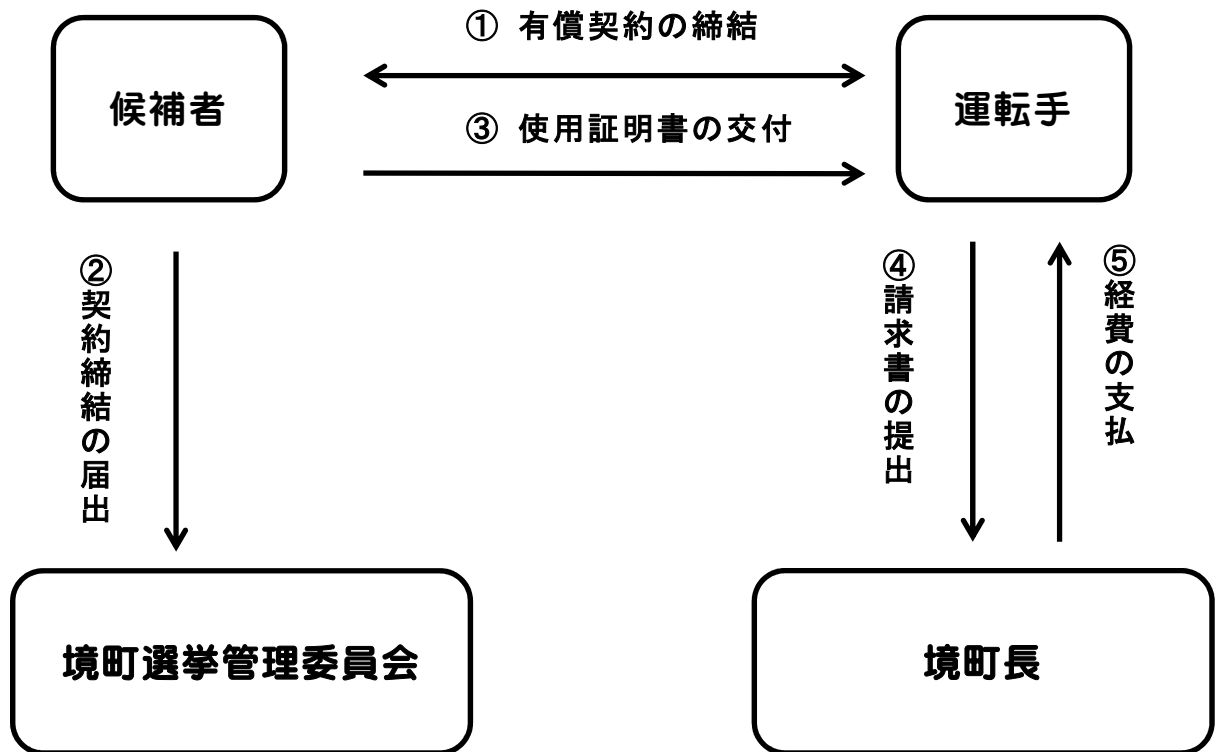 ① 有償契約の締結
候補者
運転手
③ 使用証明書の交付
②契約締結の届出
④請求書の提出
⑤経費の支払
境町選挙管理委員会
境町長